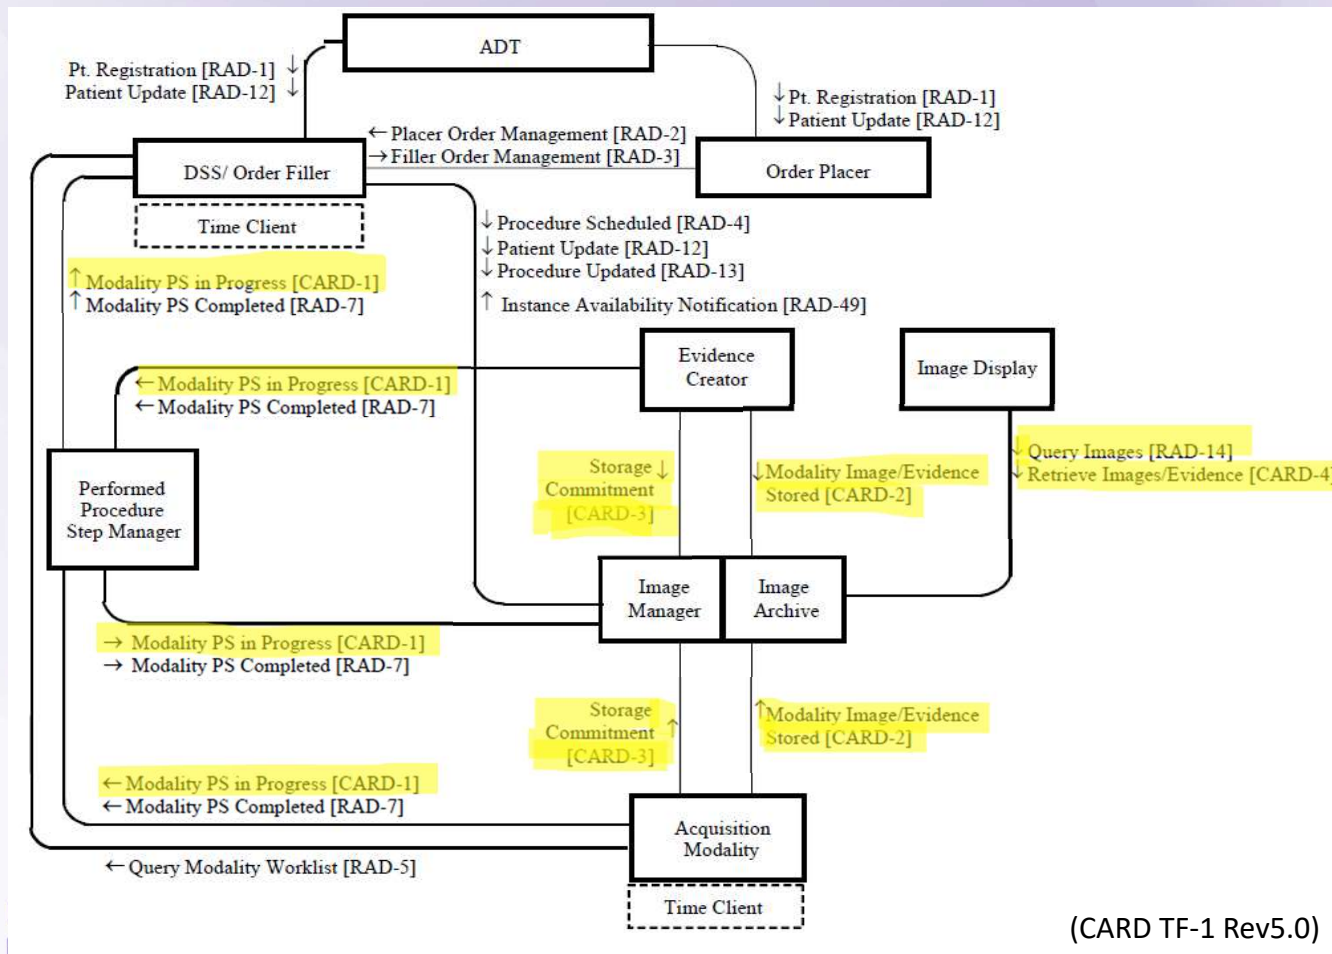 ADT
Pt. Registration [RAD-1] ↓
Patient Update [RAD-12] ↓
↓ Pt. Registration [RAD-1]
↓ Patient Update [RAD-12]
← Placer Order Management [RAD-2]
→ Filler Order Management [RAD-3]
DSS/ Order Filler
Order Placer
Time Client
↓ Procedure Scheduled [RAD-4]
↓ Patient Update [RAD-12]
↓ Procedure Updated [RAD-13]
↑ Instance Availability Notification [RAD-49]
↑ Modality PS in Progress [CARD-1]
↑ Modality PS Completed [RAD-7]
Evidence
Creator
Image Display
← Modality PS in Progress [CARD-1]
← Modality PS Completed [RAD-7]
↓ Query Images [RAD-14]
↓ Retrieve Images/Evidence [CARD-4]
Storage ↓
Commitment
[CARD-3]
↓ Modality Image/Evidence
Stored [CARD-2]
Performed
Procedure
Step Manager
Image
Manager
Image
Archive
→ Modality PS in Progress [CARD-1]
→ Modality PS Completed [RAD-7]
Storage
Commitment ↑
[CARD-3]
↑ Modality Image/Evidence
Stored [CARD-2]
← Modality PS in Progress [CARD-1]
← Modality PS Completed [RAD-7]
Acquisition
Modality
← Query Modality Worklist [RAD-5]
Time Client
(CARD TF-1 Rev5.0)